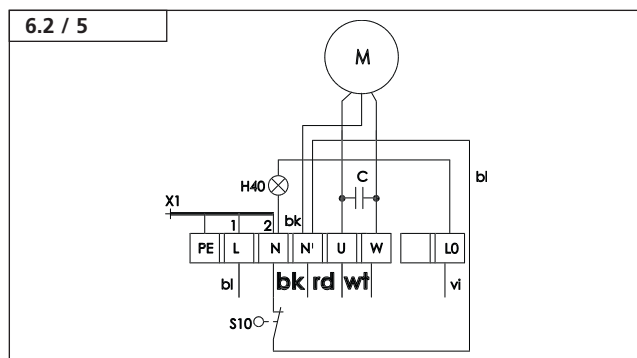 6.2 / 5
M
C
bl
H40
X1
1 2 bk
PE L N N' U W L0
bl bk rd wt vi
S10